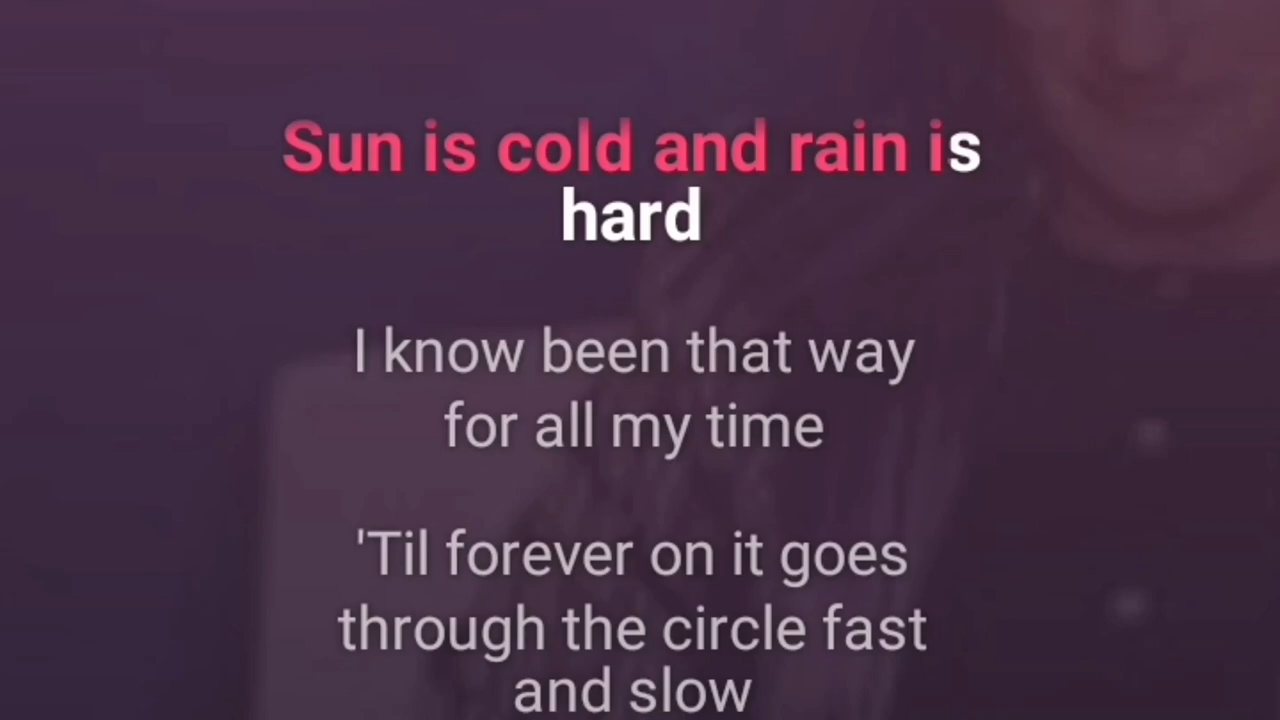 Sun is cold and rain is
hard
I know been that way
for all my time
'Til forever on it goes
through the circle fast
and slow